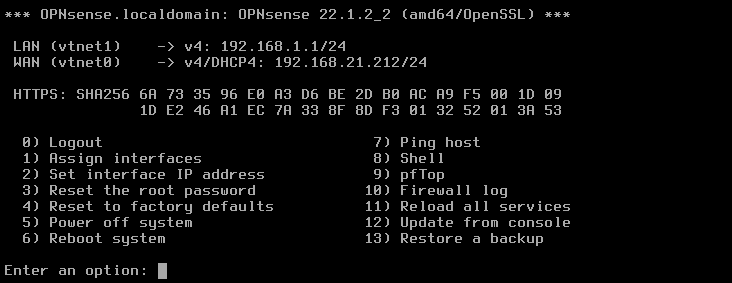 *** OPNsense.localdomain: OPNsense 22.1.2_2 (amd64/OpenSSL) ***
LAN (vtnet1)    -> v4: 192.168.1.1/24
WAN (vtnet0)    -> v4/DHCP4: 192.168.21.212/24
HTTPS: SHA256 6A 73 35 96 E0 A3 D6 BE 2D B0 AC A9 F5 00 1D 09
1D E2 46 A1 EC 7A 33 8F 8D F3 01 32 52 01 3A 53
0) Logout                              7) Ping host
1) Assign interfaces                   8) Shell
2) Set interface IP address            9) pfTop
3) Reset the root password            10) Firewall log
4) Reset to factory defaults          11) Reload all services
5) Power off system                   12) Update from console
6) Reboot system                      13) Restore a backup
Enter an option: